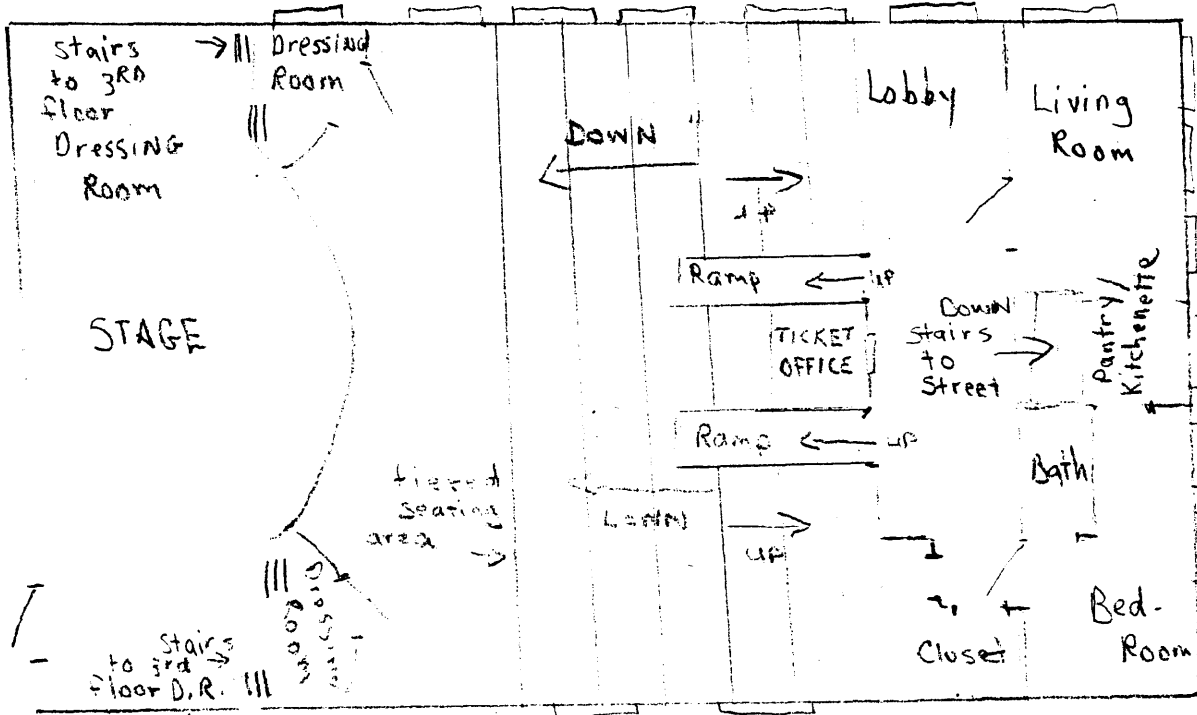 Stairs
to 3RD
floor
DRESSING
Room
Dressing
Room
DOWN
UP
Lobby
Living
Room
Ramp
UP
STAGE
TICKET
OFFICE
DOWN
Stairs
to
Street
Pantry/
Kitchenette
Ramp
UP
tiered
seating
area
UP
Bath
Dressing
Room
Stairs
to 3rd
floor D.R.
Closet
Bed-
Room